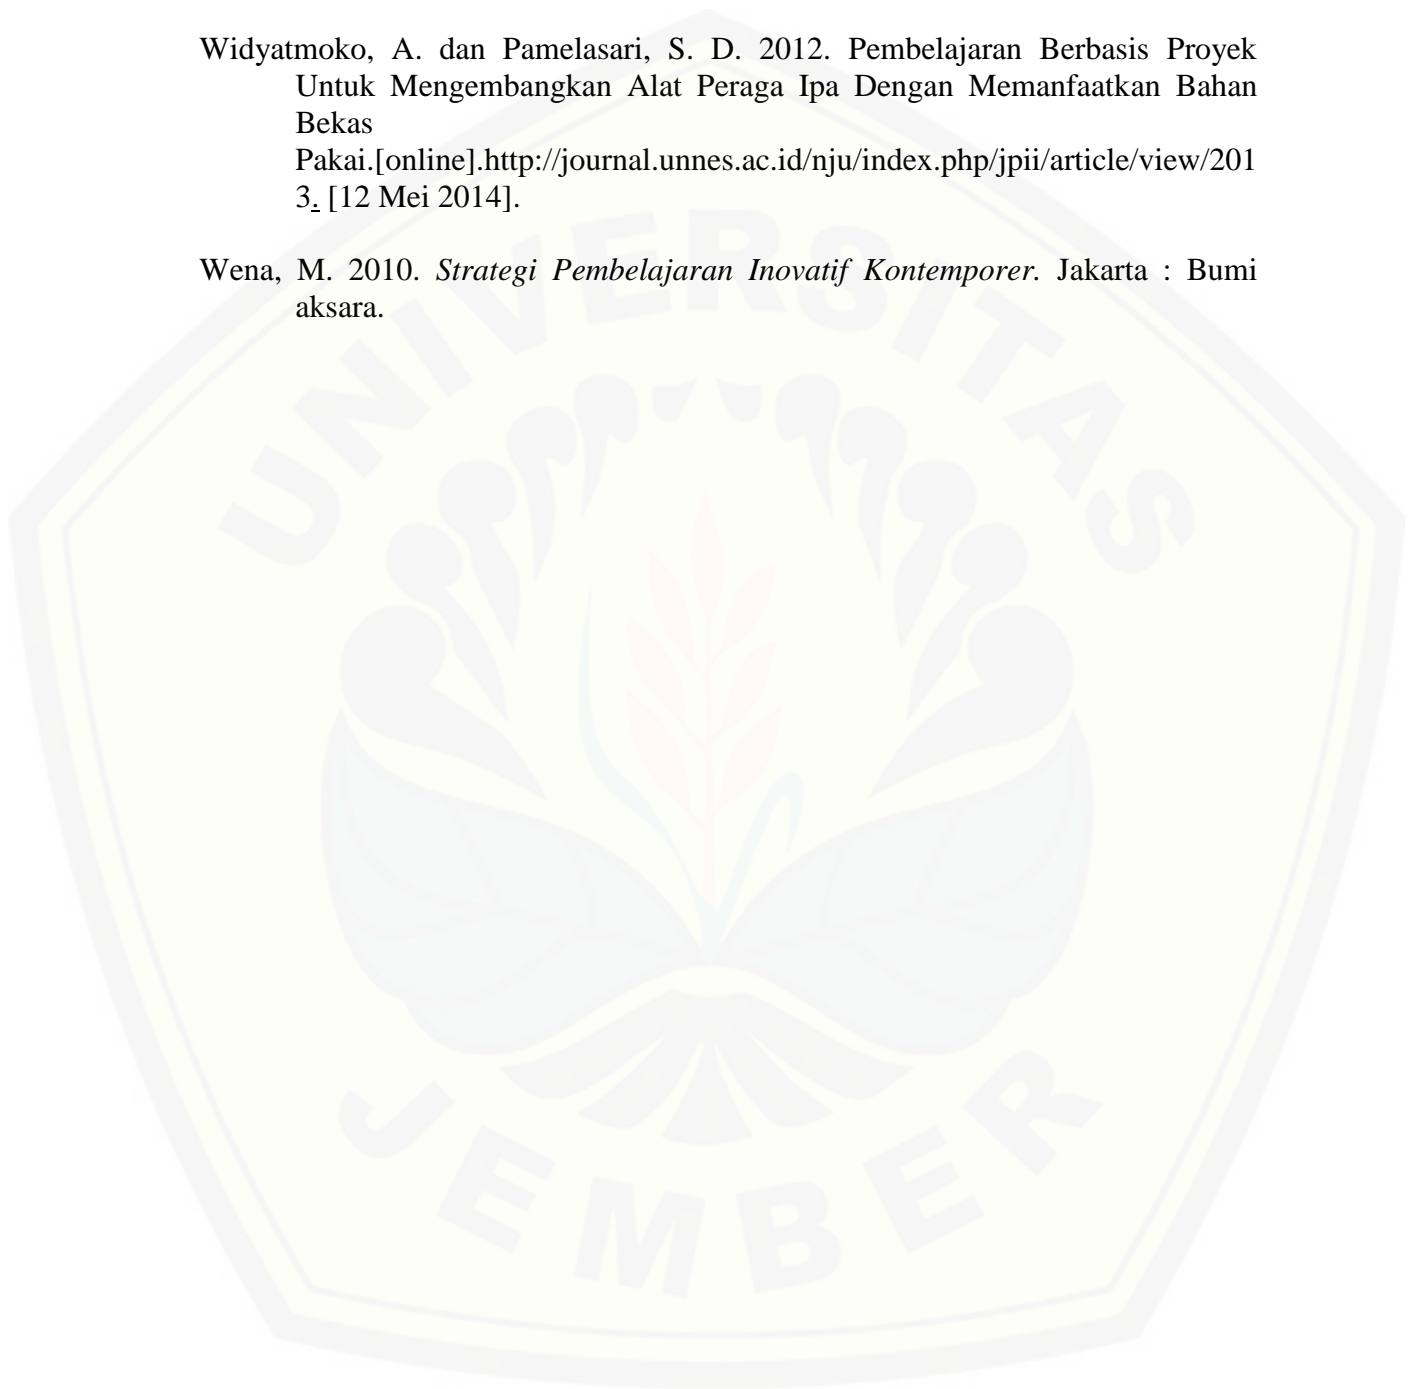 Widyatmoko, A. dan Pamelasari, S. D. 2012. Pembelajaran Berbasis Proyek
Untuk Mengembangkan Alat Peraga Ipa Dengan Memanfaatkan Bahan
Bekas
Pakai.[online].http://journal.unnes.ac.id/nju/index.php/jpii/article/view/201
3. [12 Mei 2014].
Wena, M. 2010. Strategi Pembelajaran Inovatif Kontemporer. Jakarta : Bumi
aksara.
UNIVERSITAS
JEMBER